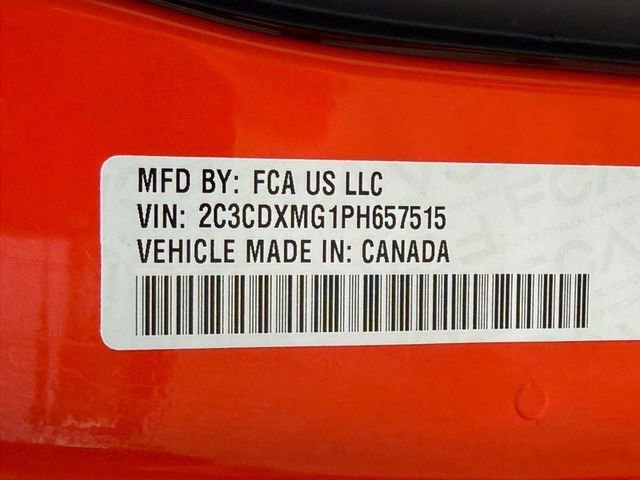 MFD BY: FCA US LLC
VIN: 2C3CDXMG1PH657515
VEHICLE MADE IN: CANADA